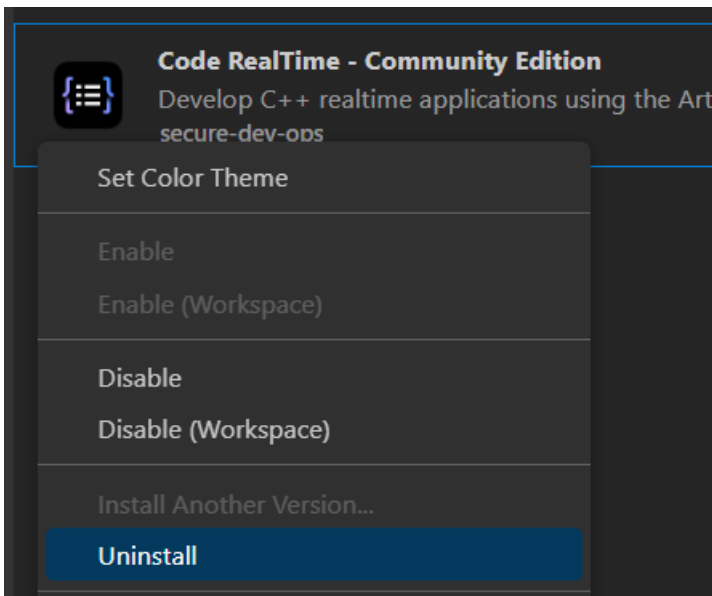 Code RealTime - Community Edition
Develop C++ realtime applications using the Art
secure-dev-ops
Set Color Theme
Enable
Enable (Workspace)
Disable
Disable (Workspace)
Install Another Version...
Uninstall